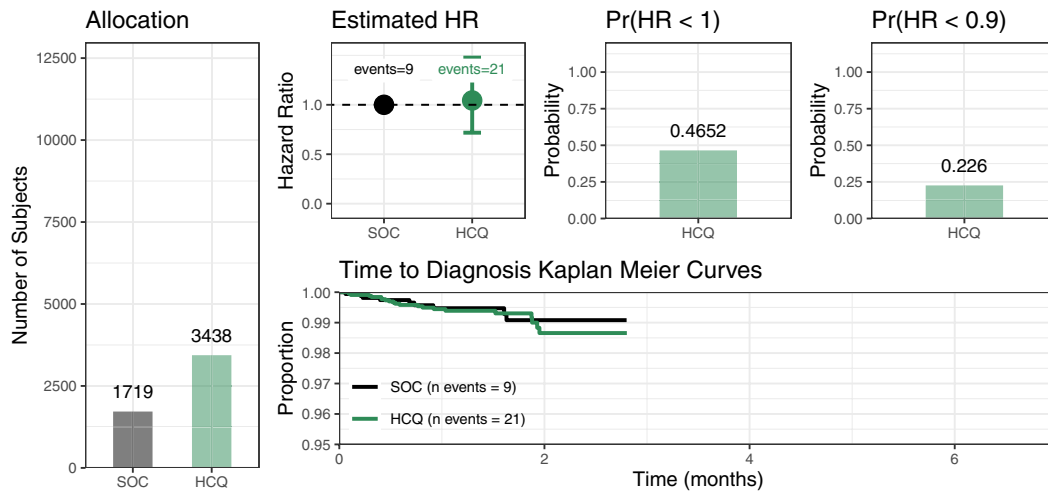 Allocation
Number of Subjects
12500
10000
7500
5000
2500
0
1719
3438
SOC
HCQ
Estimated HR
Hazard Ratio
1.0
0.5
0.0
events=9
events=21
SOC
HCQ
Pr(HR < 1)
Probability
1.00
0.75
0.50
0.25
0.00
0.4652
HCQ
Pr(HR < 0.9)
Probability
1.00
0.75
0.50
0.25
0.00
0.226
HCQ
Time to Diagnosis Kaplan Meier Curves
Proportion
1.00
0.99
0.98
0.97
0.96
0.95
SOC (n events = 9)
HCQ (n events = 21)
0
2
4
6
Time (months)